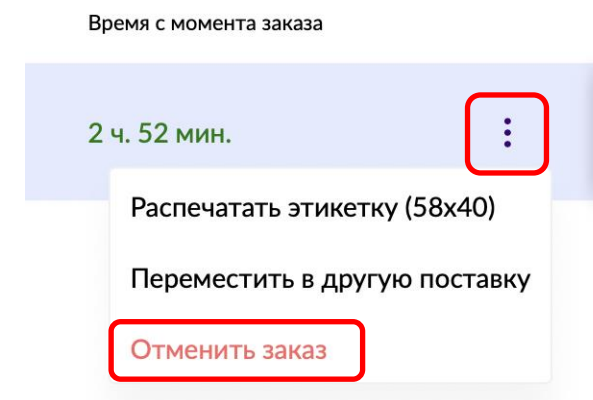 Время с момента заказа
2 ч. 52 мин.
Распечатать этикетку (58x40)
Переместить в другую поставку
Отменить заказ